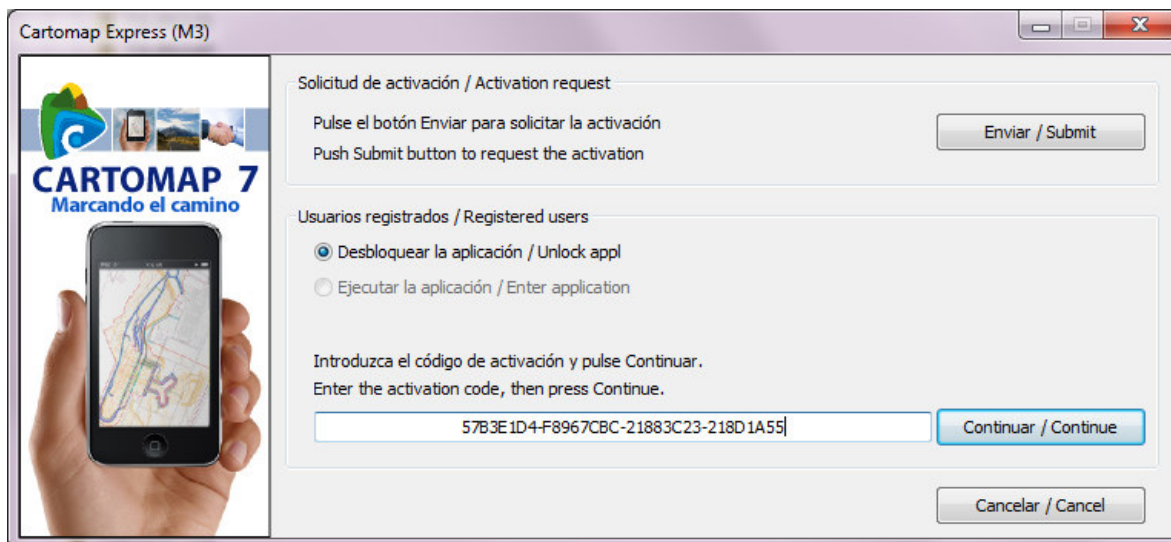 Cartomap Express (M3)
CARTOMAP 7
Marcando el camino
Solicitud de activación / Activation request
Pulse el botón Enviar para solicitar la activación
Push Submit button to request the activation
Enviar / Submit
Usuarios registrados / Registered users
Desbloquear la aplicación / Unlock appl
Ejecutar la aplicación / Enter application
Introduzca el código de activación y pulse Continuar.
Enter the activation code, then press Continue.
57B3E1D4-F8967CBC-21883C23-218D1A55
Continuar / Continue
Cancelar / Cancel